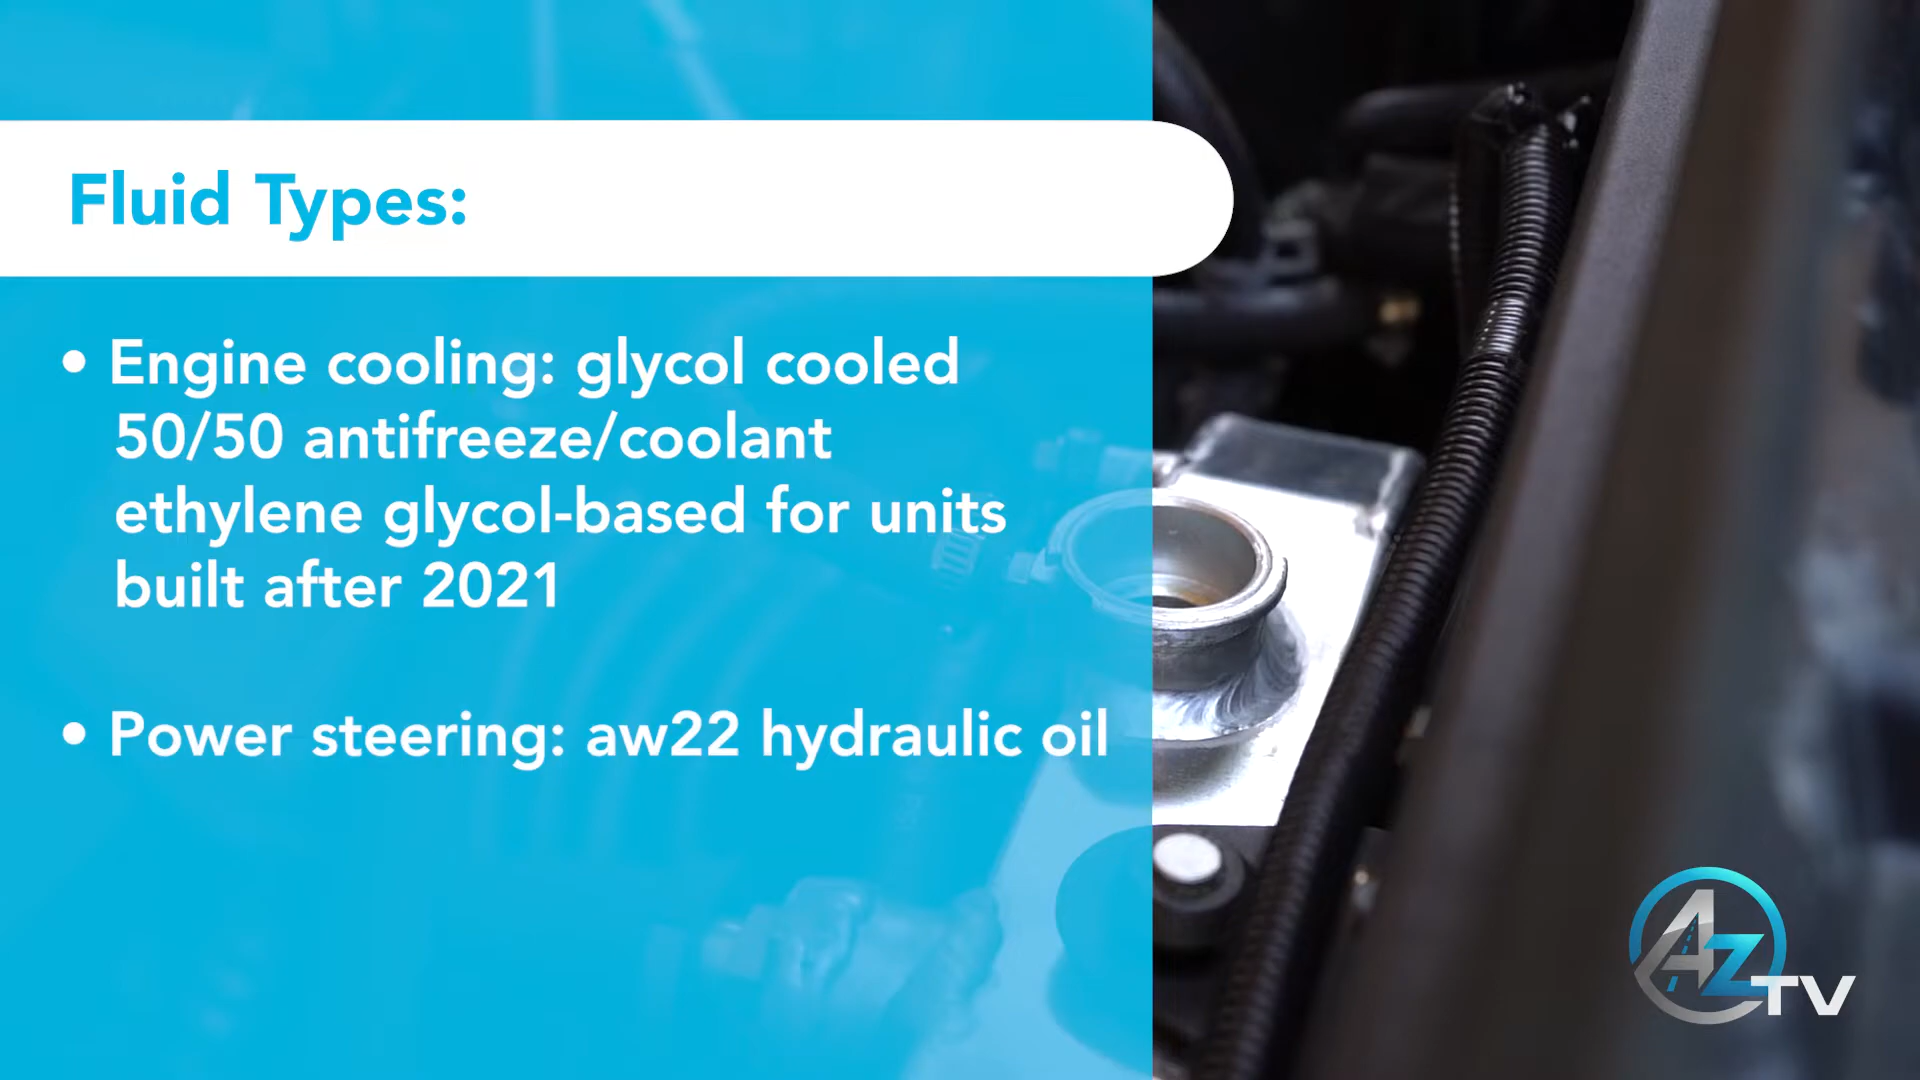 Fluid Types:
• Engine cooling: glycol cooled
50/50 antifreeze/coolant
ethylene glycol-based for units
built after 2021
• Power steering: aw22 hydraulic oil
AZ
TV